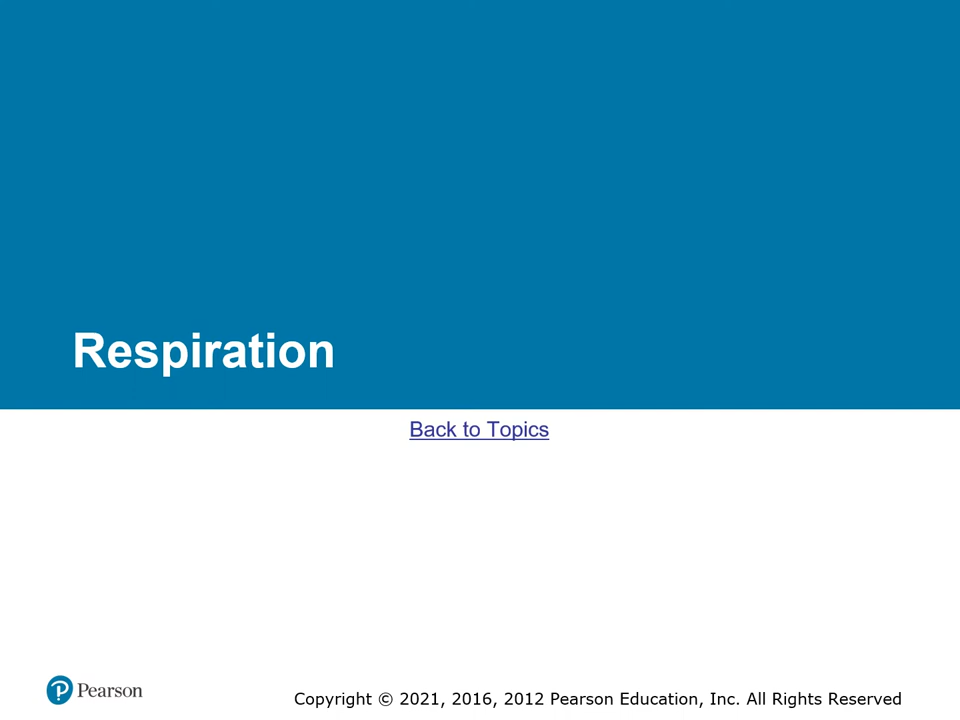 Respiration
Back to Topics
Pearson
Copyright © 2021, 2016, 2012 Pearson Education, Inc. All Rights Reserved